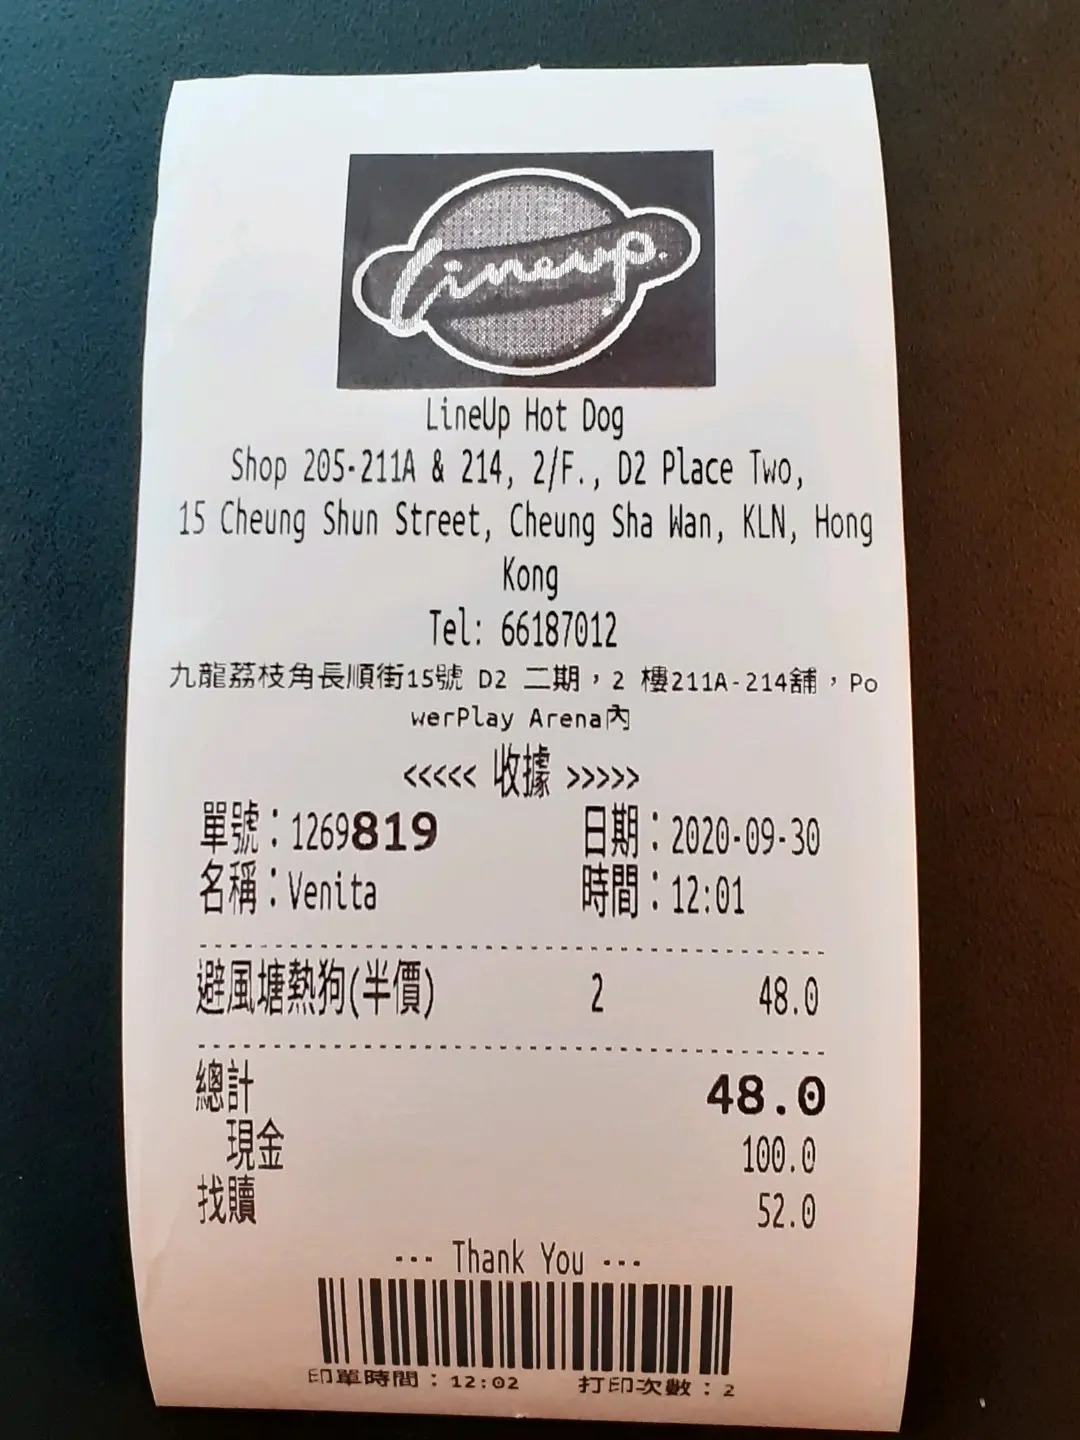 Lineup.
LineUp Hot Dog
Shop 205-211A & 214, 2/F., D2 Place Two,
15 Cheung Shun Street, Cheung Sha Wan, KLN, Hong
Kong
Tel: 66187012
九龍荔枝角長順街15號 D2 二期，2 樓211A-214舖，Po
werPlay Arena內
<<<<< 收據 >>>>>
單號：1269819 日期：2020-09-30
名稱：Venita 時間：12:01
避風塘熱狗(半價) 2 48.0
總計 48.0
現金 100.0
找贖 52.0
--- Thank You ---
印單時間：12:02 打印次數：2